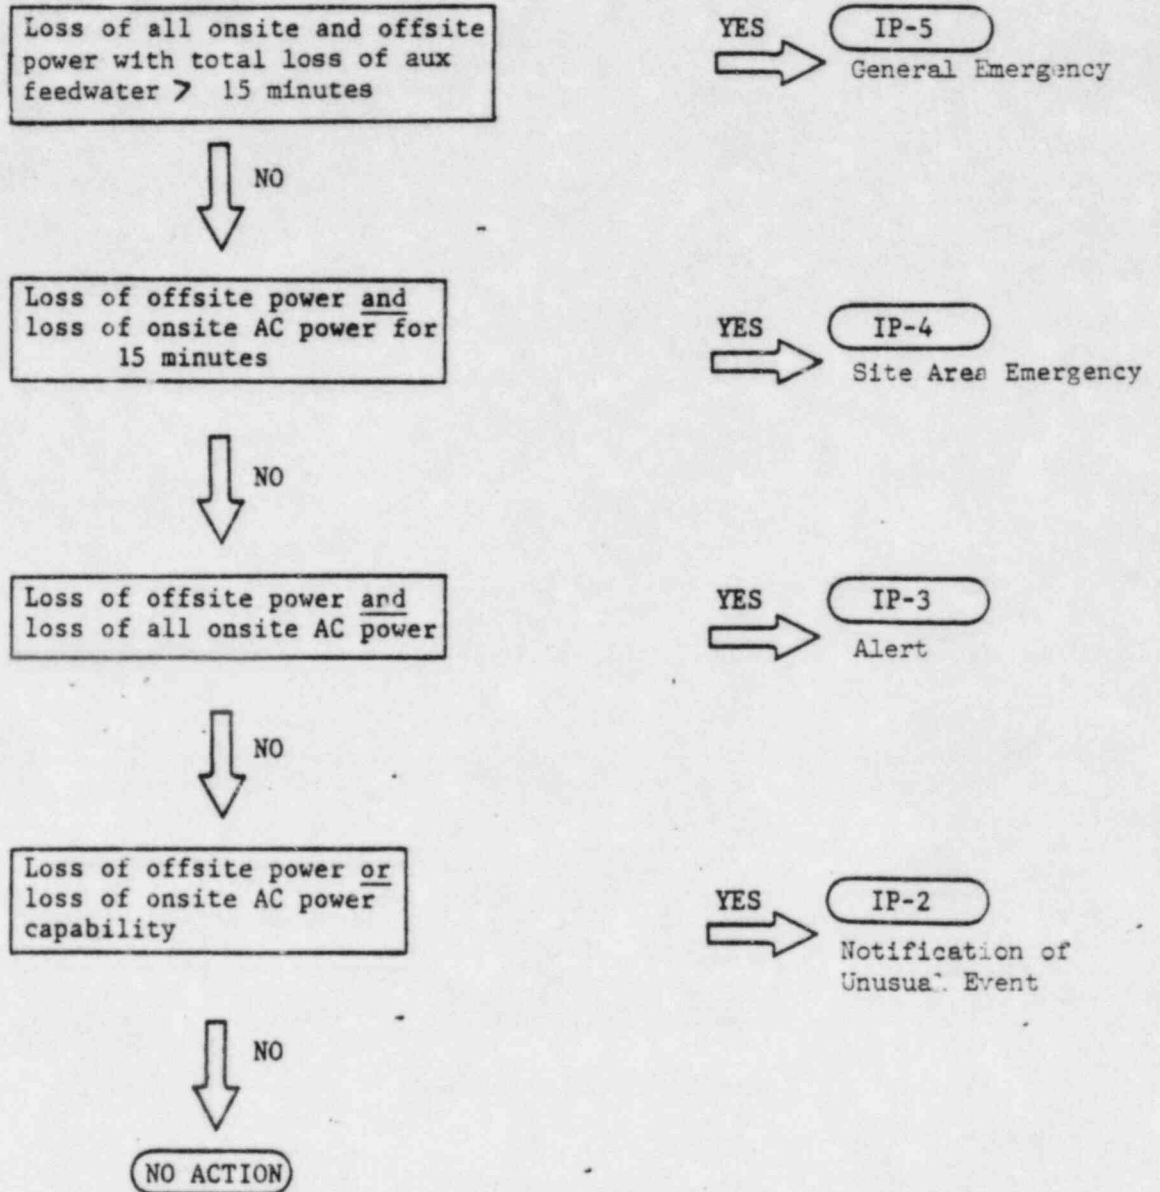 Loss of all onsite and offsite
power with total loss of aux
feedwater > 15 minutes
YES
IP-5
General Emergency
NO
Loss of offsite power and
loss of onsite AC power for
15 minutes
YES
IP-4
Site Area Emergency
NO
Loss of offsite power and
loss of all onsite AC power
YES
IP-3
Alert
NO
Loss of offsite power or
loss of onsite AC power
capability
YES
IP-2
Notification of
Unusual Event
NO
NO ACTION